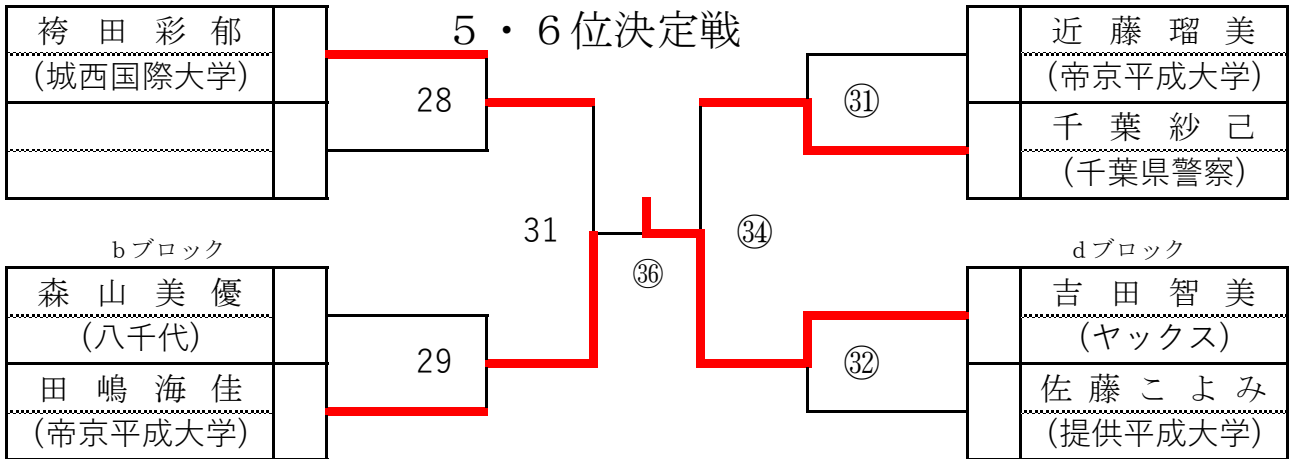 5・6位決定戦
袴田彩郁
(城西国際大学)
28
31
bブロック
森山美優
(八千代)
29
田嶋海佳
(帝京平成大学)
㊱
近藤瑠美
(帝京平成大学)
㉛
千葉紗己
(千葉県警察)
㉞
dブロック
吉田智美
(ヤックス)
㉜
佐藤こよみ
(提供平成大学)